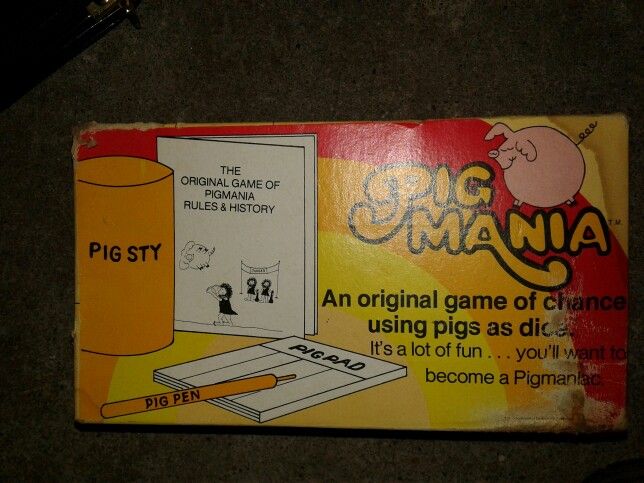 PIG STY
THE
ORIGINAL GAME OF
PIGMANIA
RULES & HISTORY
PIG
MANIA
T.M.
An original game of chance
using pigs as dice.
It's a lot of fun . . . you'll want to
become a Pigmaniac.
PIG PAD
PIG PEN